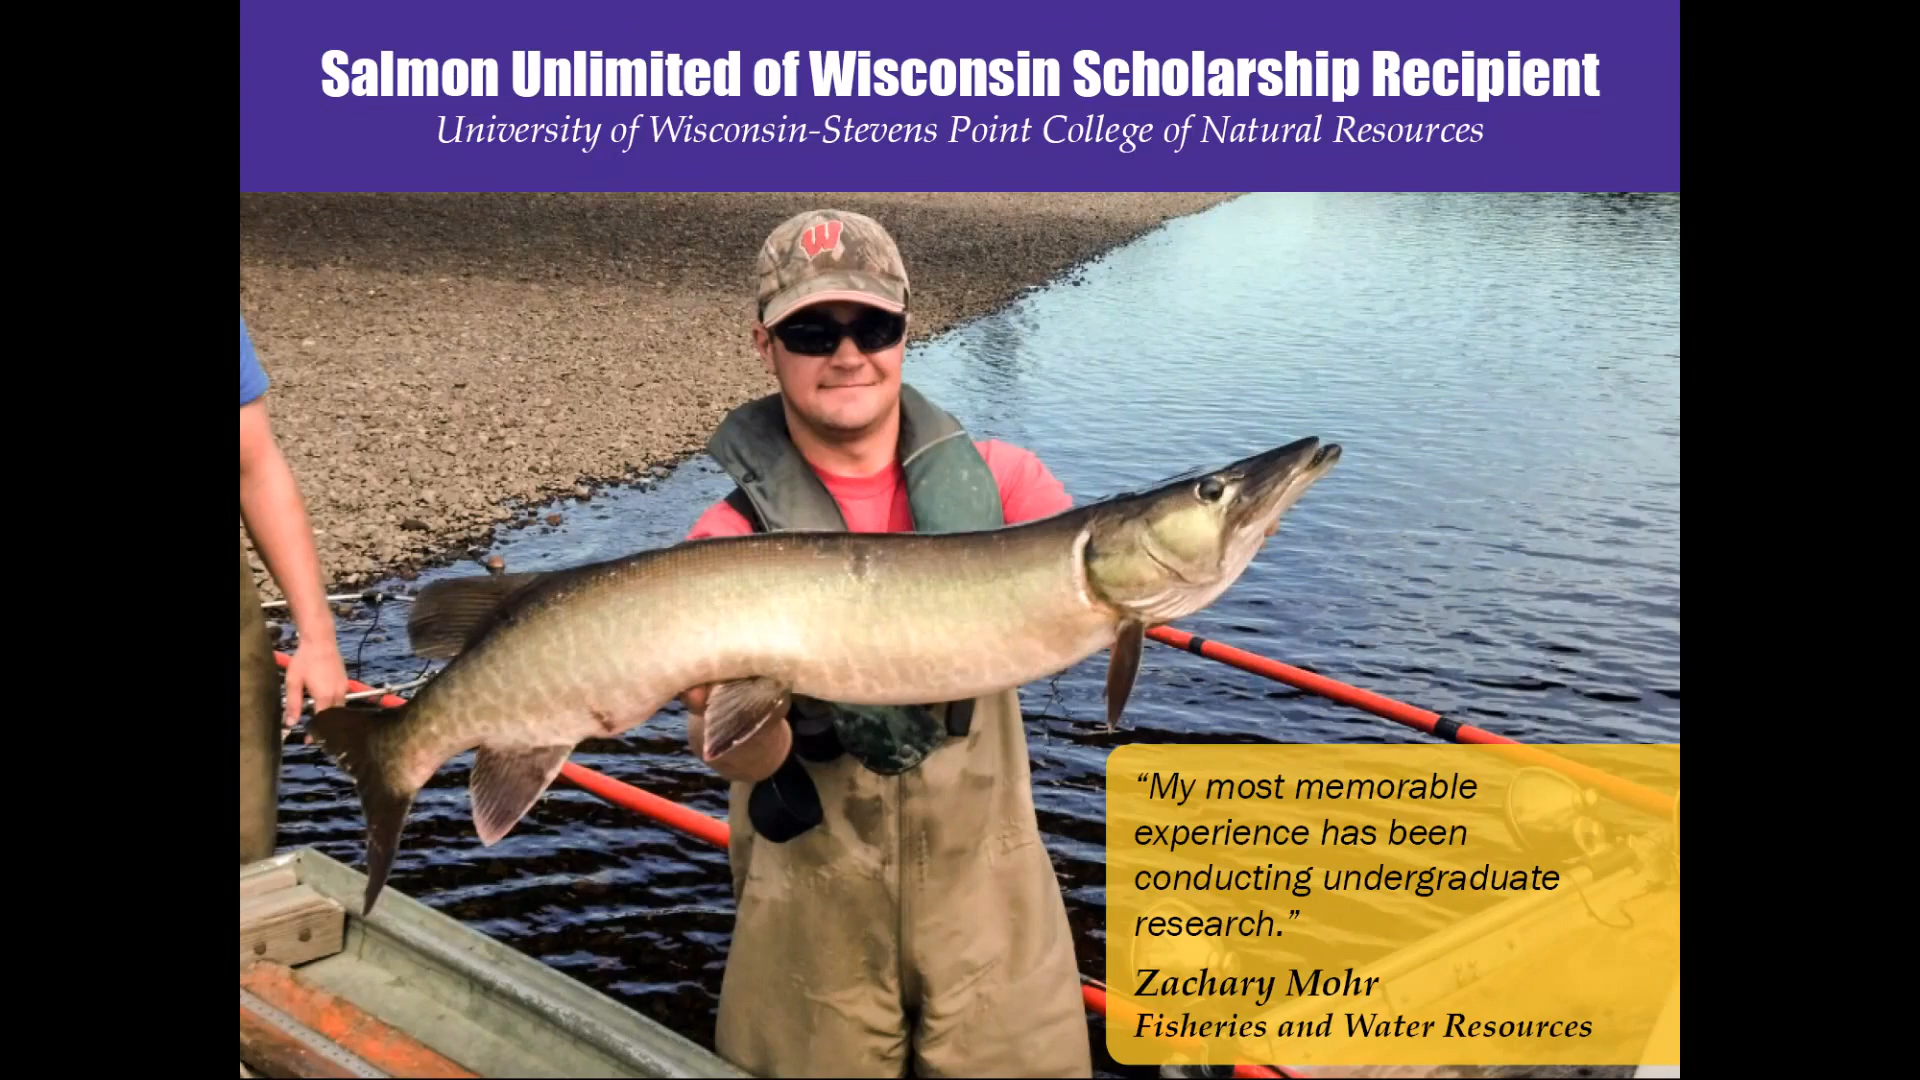 Salmon Unlimited of Wisconsin Scholarship Recipient
University of Wisconsin-Stevens Point College of Natural Resources
W
“My most memorable
experience has been
conducting undergraduate
research.”
Zachary Mohr
Fisheries and Water Resources